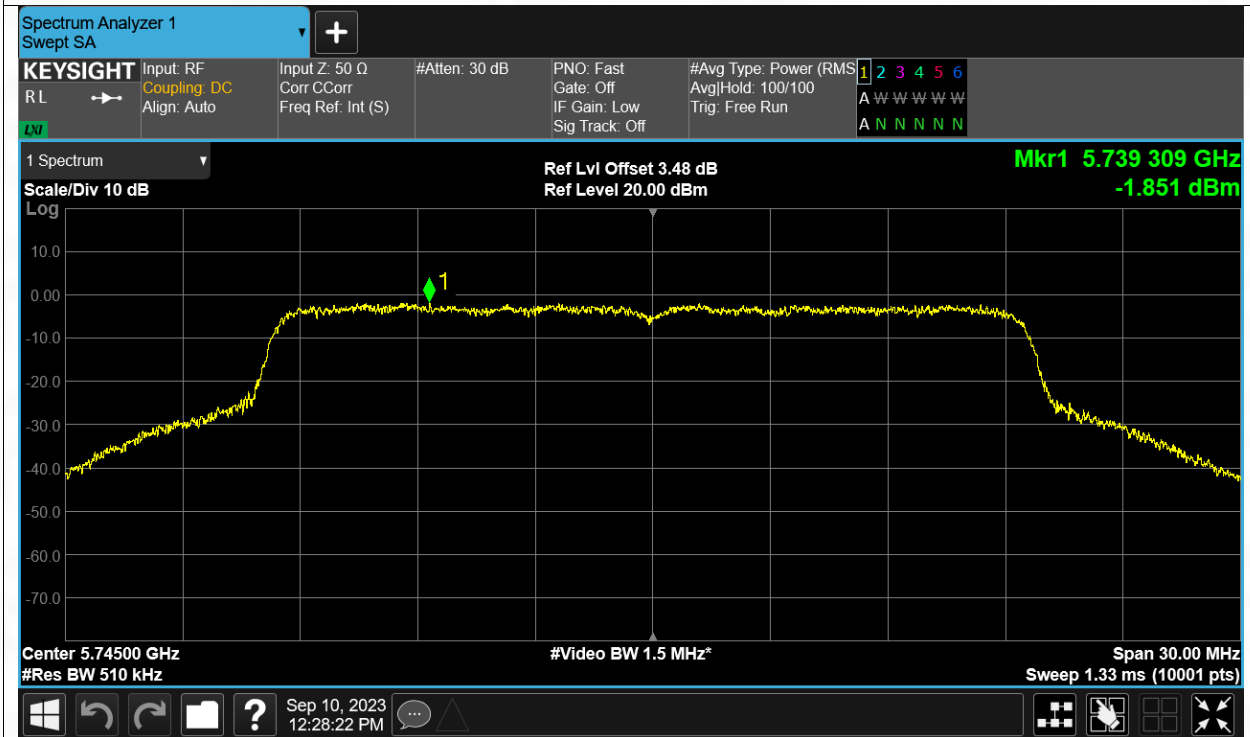 Spectrum Analyzer 1
Swept SA
+
KEYSIGHT
R L
LXI
Input: RF
Coupling: DC
Align: Auto
Input Z: 50 Ω
Corr CCorr
Freq Ref: Int (S)
#Atten: 30 dB
PNO: Fast
Gate: Off
IF Gain: Low
Sig Track: Off
#Avg Type: Power (RMS
Avg|Hold: 100/100
Trig: Free Run
1 2 3 4 5 6
A W W W W W
A N N N N N
1 Spectrum
Scale/Div 10 dB
Log
Ref Lvl Offset 3.48 dB
Ref Level 20.00 dBm
Mkr1 5.739 309 GHz
-1.851 dBm
1
10.0
0.00
-10.0
-20.0
-30.0
-40.0
-50.0
-60.0
-70.0
Center 5.74500 GHz
#Res BW 510 kHz
#Video BW 1.5 MHz*
Span 30.00 MHz
Sweep 1.33 ms (10001 pts)
?
Sep 10, 2023
12:28:22 PM